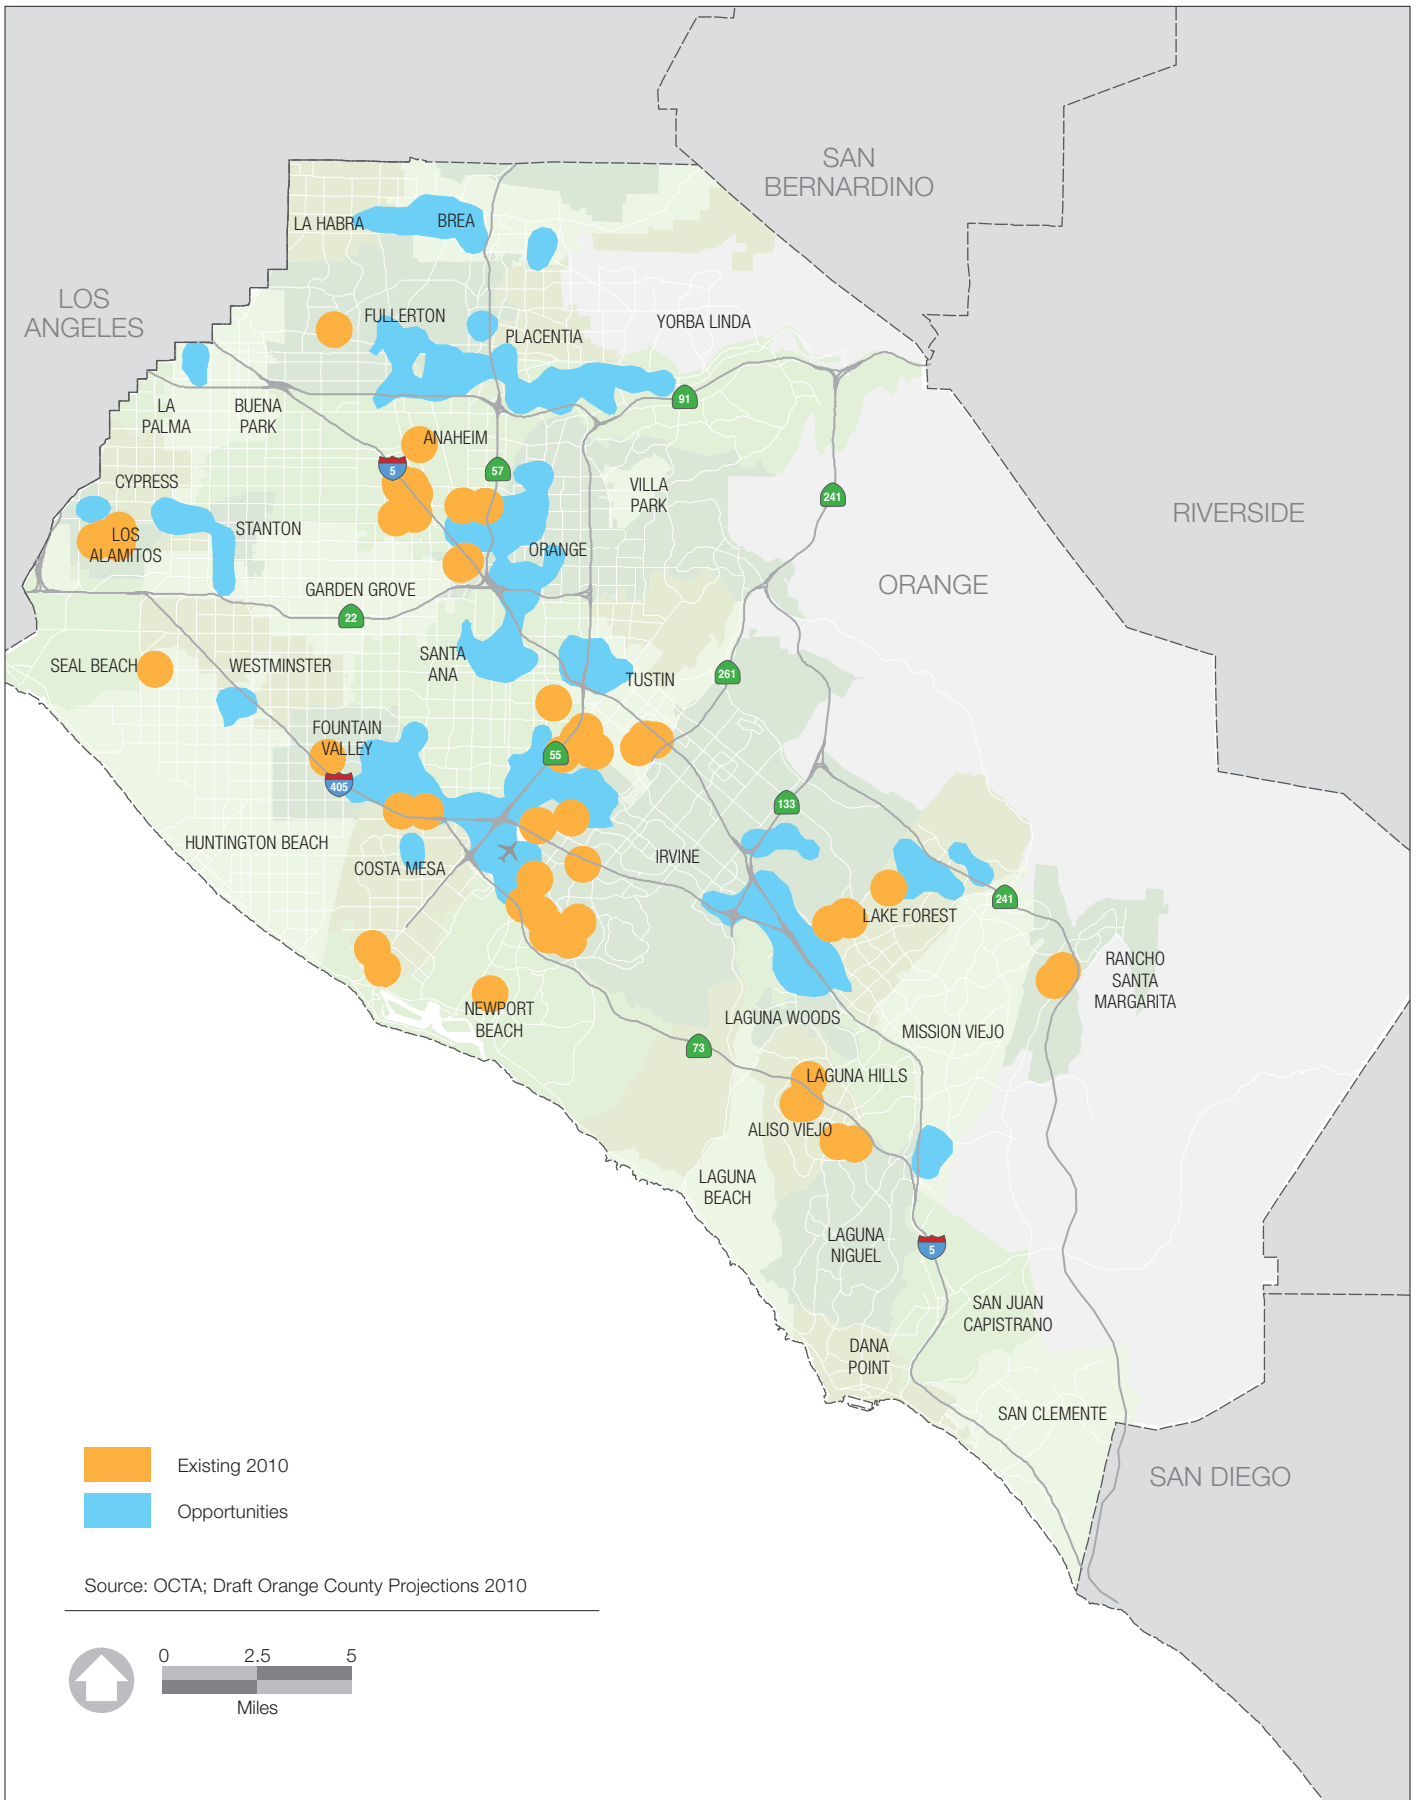 SAN
BERNARDINO
LOS
ANGELES
RIVERSIDE
ORANGE
SAN DIEGO
LA HABRA
BREA
FULLERTON
PLACENTIA
YORBA LINDA
91
LA
PALMA
BUENA
PARK
ANAHEIM
5
57
CYPRESS
VILLA
PARK
241
LOS
ALAMITOS
STANTON
ORANGE
GARDEN GROVE
22
SEAL BEACH
WESTMINSTER
SANTA
ANA
TUSTIN
261
FOUNTAIN
VALLEY
55
405
133
HUNTINGTON BEACH
COSTA MESA
IRVINE
LAKE FOREST
241
RANCHO
SANTA
MARGARITA
NEWPORT
BEACH
LAGUNA WOODS
MISSION VIEJO
73
LAGUNA HILLS
ALISO VIEJO
LAGUNA
BEACH
LAGUNA
NIGUEL
5
SAN JUAN
CAPISTRANO
DANA
POINT
SAN CLEMENTE
Existing 2010
Opportunities
Source: OCTA; Draft Orange County Projections 2010
0 2.5 5
Miles